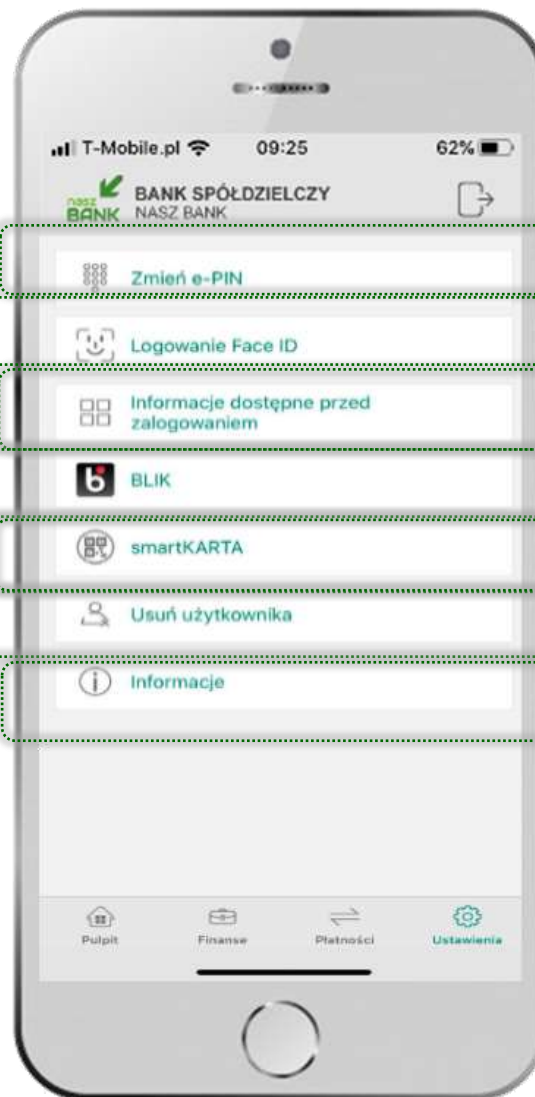 T-Mobile.pl 09:25 62%
nasz BANK
BANK SPÓŁDZIELCZY
NASZ BANK
Zmień e-PIN
Logowanie Face ID
Informacje dostępne przed
zalogowaniem
BLIK
smartKARTA
Usuń użytkownika
Informacje
Pulpit Finanse Płatności Ustawienia